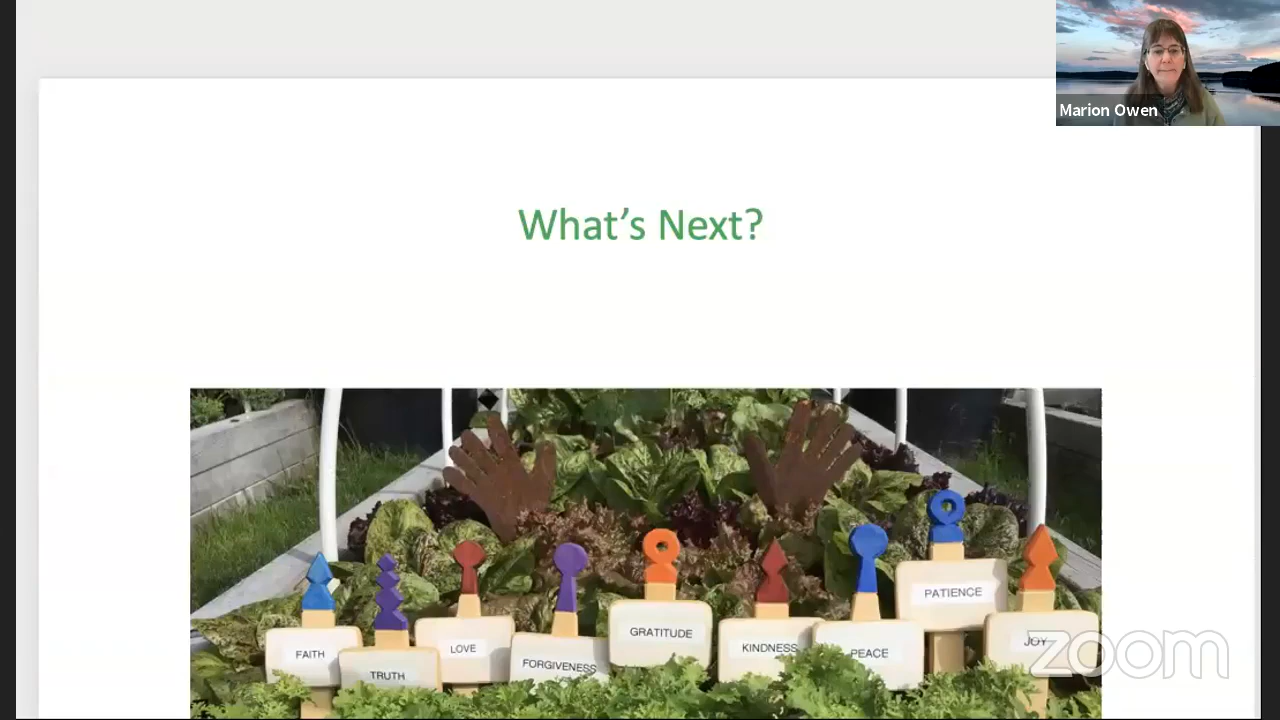 Marion Owen
What's Next?
FAITH
TRUTH
LOVE
FORGIVENESS
GRATITUDE
KINDNESS
PEACE
PATIENCE
JOY
zoom